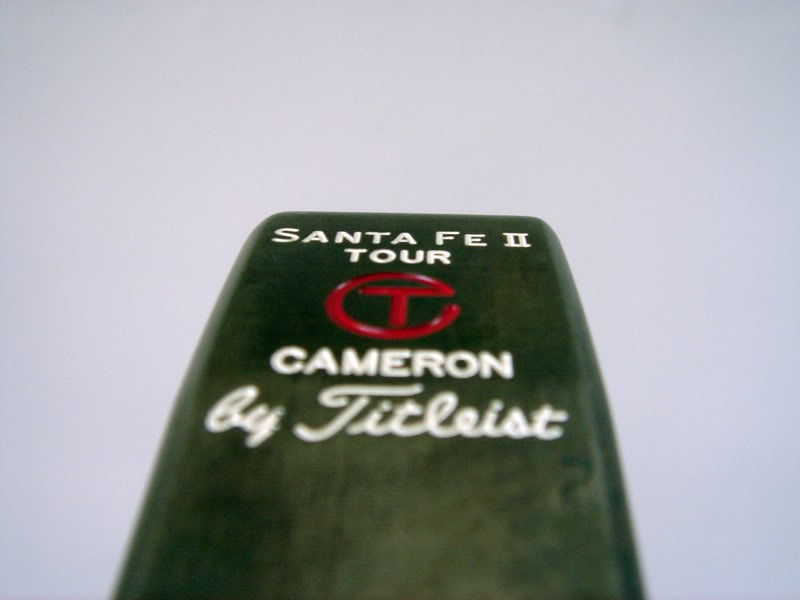 SANTA FE II
TOUR
T
CAMERON
by Titleist